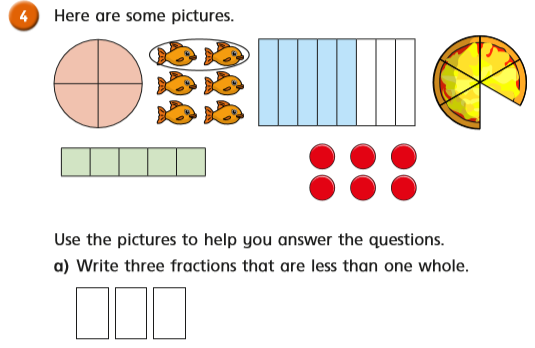 4 Here are some pictures.
Use the pictures to help you answer the questions.
a) Write three fractions that are less than one whole.